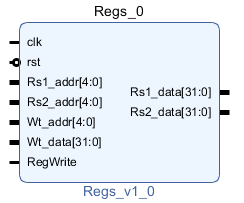 Regs_0
clk
rst
Rs1_addr[4:0]
Rs2_addr[4:0]
Wt_addr[4:0]
Wt_data[31:0]
RegWrite
Rs1_data[31:0]
Rs2_data[31:0]
Regs_v1_0